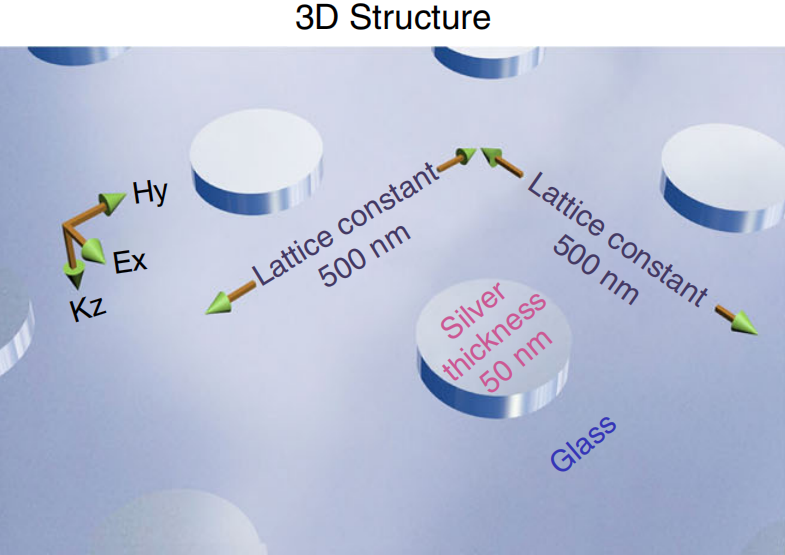 3D Structure
Hy
Ex
Kz
Lattice constant
500 nm
Lattice constant
500 nm
Silver
thickness
50 nm
Glass